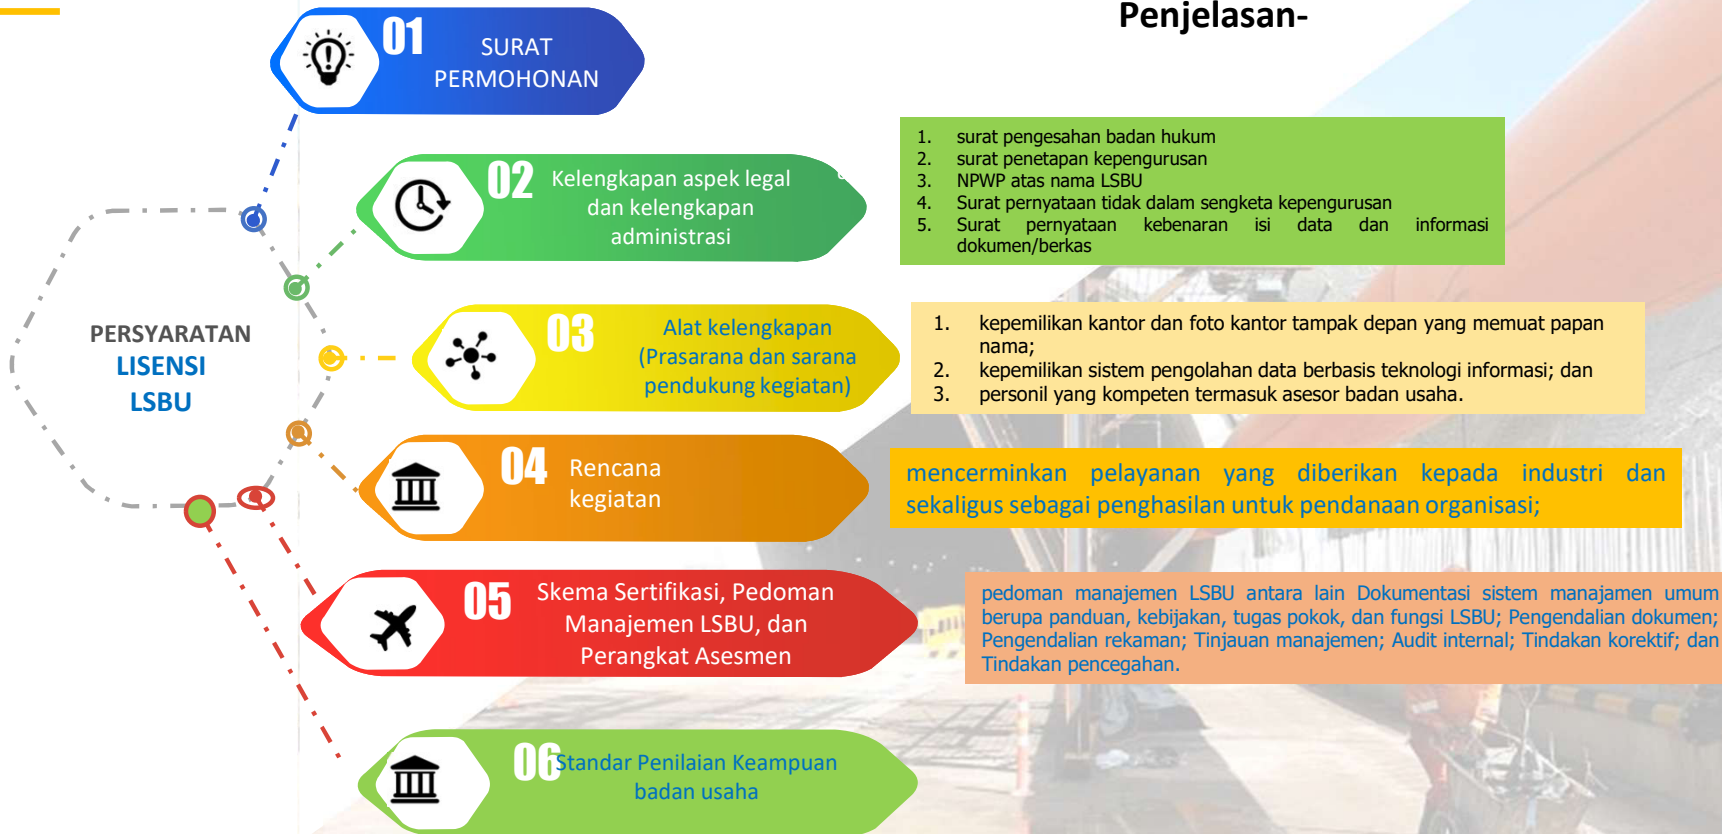 Penjelasan-
01
SURAT
PERMOHONAN
02
Kelengkapan aspek legal
dan kelengkapan
administrasi
1. surat pengesahan badan hukum
2. surat penetapan kepengurusan
3. NPWP atas nama LSBU
4. Surat pernyataan tidak dalam sengketa kepengurusan
5. Surat pernyataan kebenaran isi data dan informasi
dokumen/berkas
PERSYARATAN
LISENSI
LSBU
03
Alat kelengkapan
(Prasarana dan sarana
pendukung kegiatan)
1. kepemilikan kantor dan foto kantor tampak depan yang memuat papan
nama;
2. kepemilikan sistem pengolahan data berbasis teknologi informasi; dan
3. personil yang kompeten termasuk asesor badan usaha.
04
Rencana
kegiatan
mencerminkan pelayanan yang diberikan kepada industri dan
sekaligus sebagai penghasilan untuk pendanaan organisasi;
05
Skema Sertifikasi, Pedoman
Manajemen LSBU, dan
Perangkat Asesmen
pedoman manajemen LSBU antara lain Dokumentasi sistem manajamen umum
berupa panduan, kebijakan, tugas pokok, dan fungsi LSBU; Pengendalian dokumen;
Pengendalian rekaman; Tinjauan manajemen; Audit internal; Tindakan korektif; dan
Tindakan pencegahan.
06
Standar Penilaian Keampuan
badan usaha